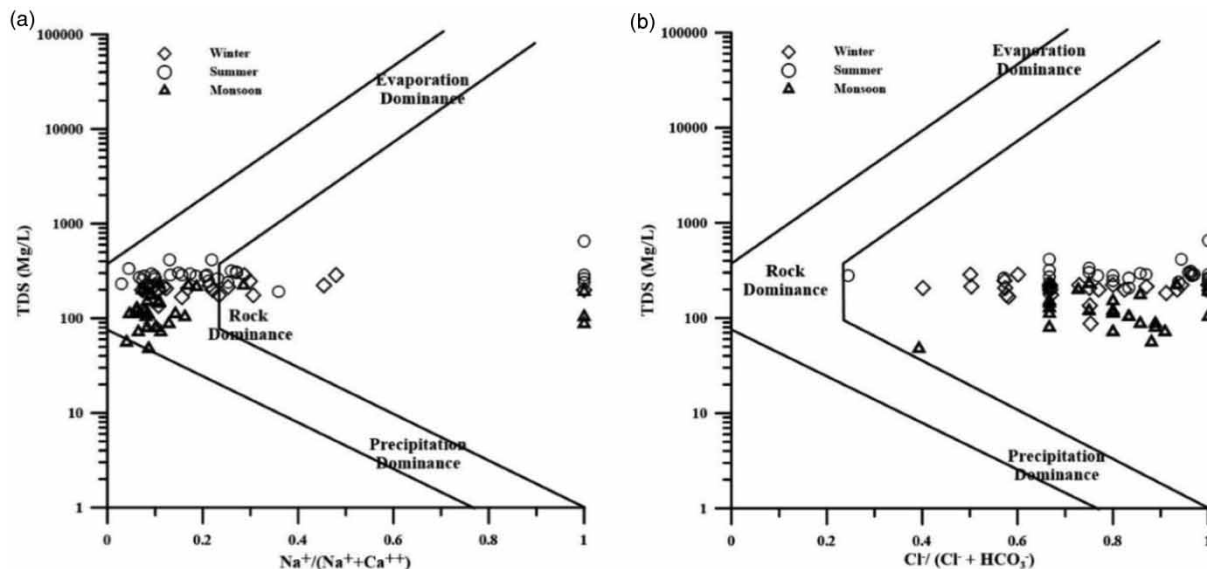 (a)
100000
10000
1000
100
10
1
TDS (Mg/L)
Winter
Summer
Monsoon
Evaporation
Dominance
Rock
Dominance
Precipitation
Dominance
0
0.2
0.4
0.6
0.8
1
Na⁺/(Na⁺+Ca⁺⁺)
(b)
100000
10000
1000
100
10
1
TDS (Mg/L)
Winter
Summer
Monsoon
Evaporation
Dominance
Rock
Dominance
Precipitation
Dominance
0
0.2
0.4
0.6
0.8
1
Cl⁻/ (Cl⁻ + HCO₃⁻)